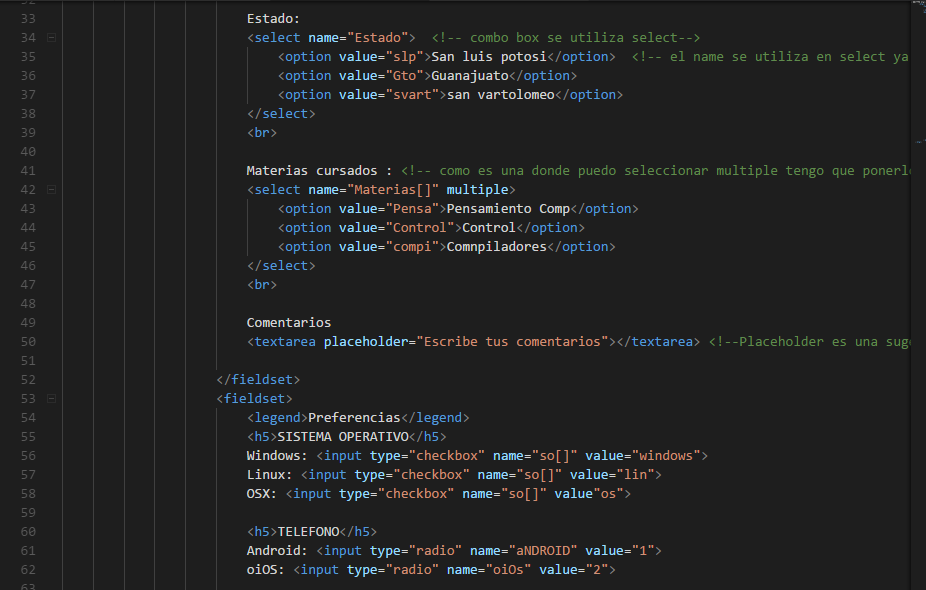 33 Estado:
34 <select name="Estado"> <!-- combo box se utiliza select-->
35 <option value="slp">San luis potosi</option> <!-- el name se utiliza en select ya
36 <option value="Gto">Guanajuato</option>
37 <option value="svart">san vartolomeo</option>
38 </select>
39 <br>
40
41 Materias cursados : <!-- como es una donde puedo seleccionar multiple tengo que ponerl
42 <select name="Materias[]" multiple>
43 <option value="Pensa">Pensamiento Comp</option>
44 <option value="Control">Control</option>
45 <option value="compi">Comnpiladores</option>
46 </select>
47 <br>
48
49 Comentarios
50 <textarea placeholder="Escribe tus comentarios"></textarea> <!--Placeholder es una sug
51
52 </fieldset>
53 <fieldset>
54 <legend>Preferencias</legend>
55 <h5>SISTEMA OPERATIVO</h5>
56 Windows: <input type="checkbox" name="so[]" value="windows">
57 Linux: <input type="checkbox" name="so[]" value="lin">
58 OSX: <input type="checkbox" name="so[]" value"os">
59
60 <h5>TELEFONO</h5>
61 Android: <input type="radio" name="aNDROID" value="1">
62 oiOS: <input type="radio" name="oiOs" value="2">
63